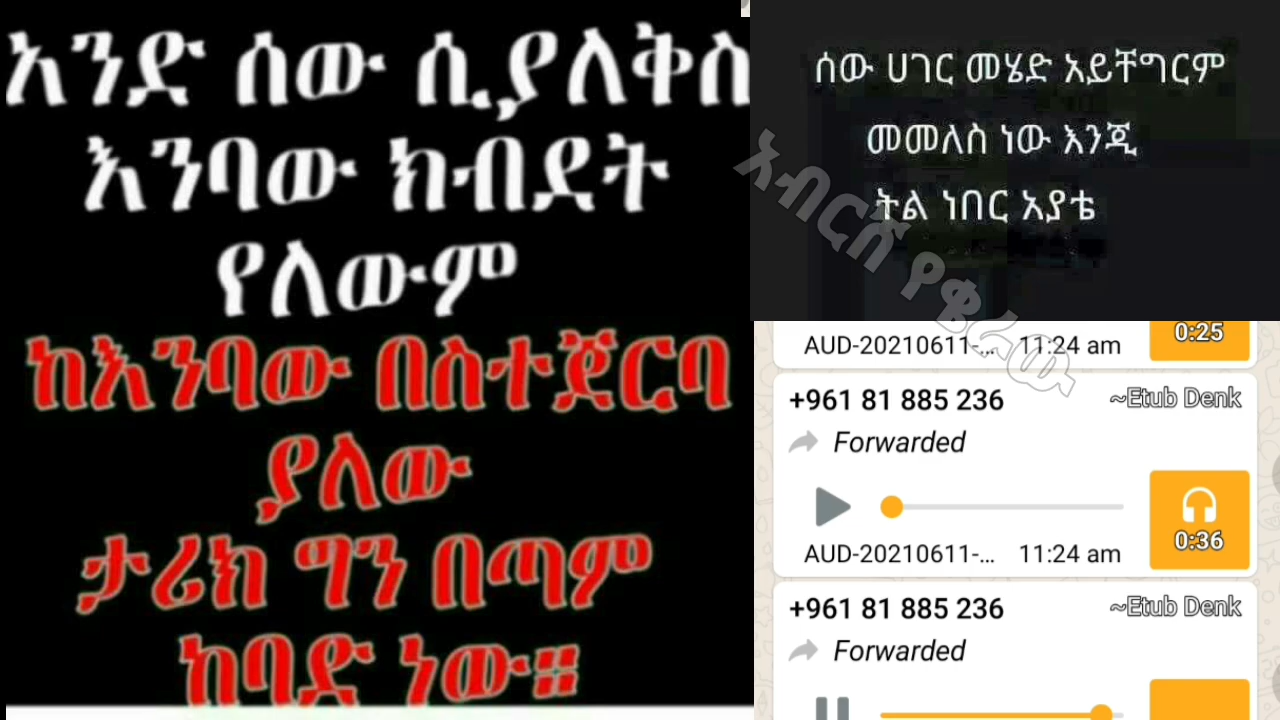 አንድ ሰው ሲያለቅስ
እንባው ክብደት
የለውም
ከእንባው በስተጀርባ
ያለው
ታሪክ ግን በጣም
ከባድ ነው።
ሰው ሀገር መሄድ አይቸግርም
መመለስ ነው እንጂ
ትል ነበር አያቴ
0:25
AUD-20210611-... 11:24 am
+961 81 885 236 ~Etub Denk
Forwarded
0:36
AUD-20210611-... 11:24 am
+961 81 885 236 ~Etub Denk
Forwarded